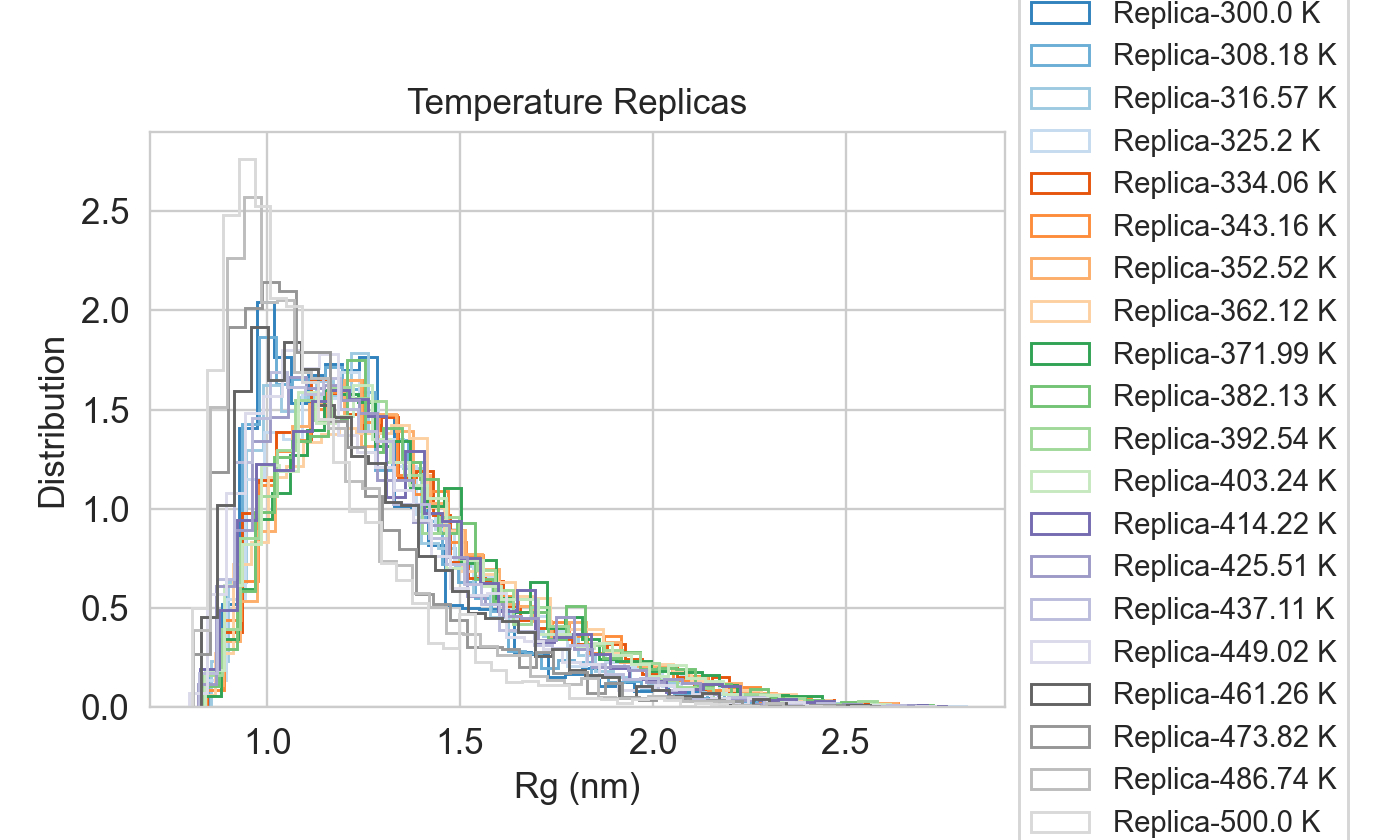 Temperature Replicas
Distribution
2.5
2.0
1.5
1.0
0.5
0.0
1.0
1.5
2.0
2.5
Rg (nm)
Replica-300.0 K
Replica-308.18 K
Replica-316.57 K
Replica-325.2 K
Replica-334.06 K
Replica-343.16 K
Replica-352.52 K
Replica-362.12 K
Replica-371.99 K
Replica-382.13 K
Replica-392.54 K
Replica-403.24 K
Replica-414.22 K
Replica-425.51 K
Replica-437.11 K
Replica-449.02 K
Replica-461.26 K
Replica-473.82 K
Replica-486.74 K
Replica-500.0 K